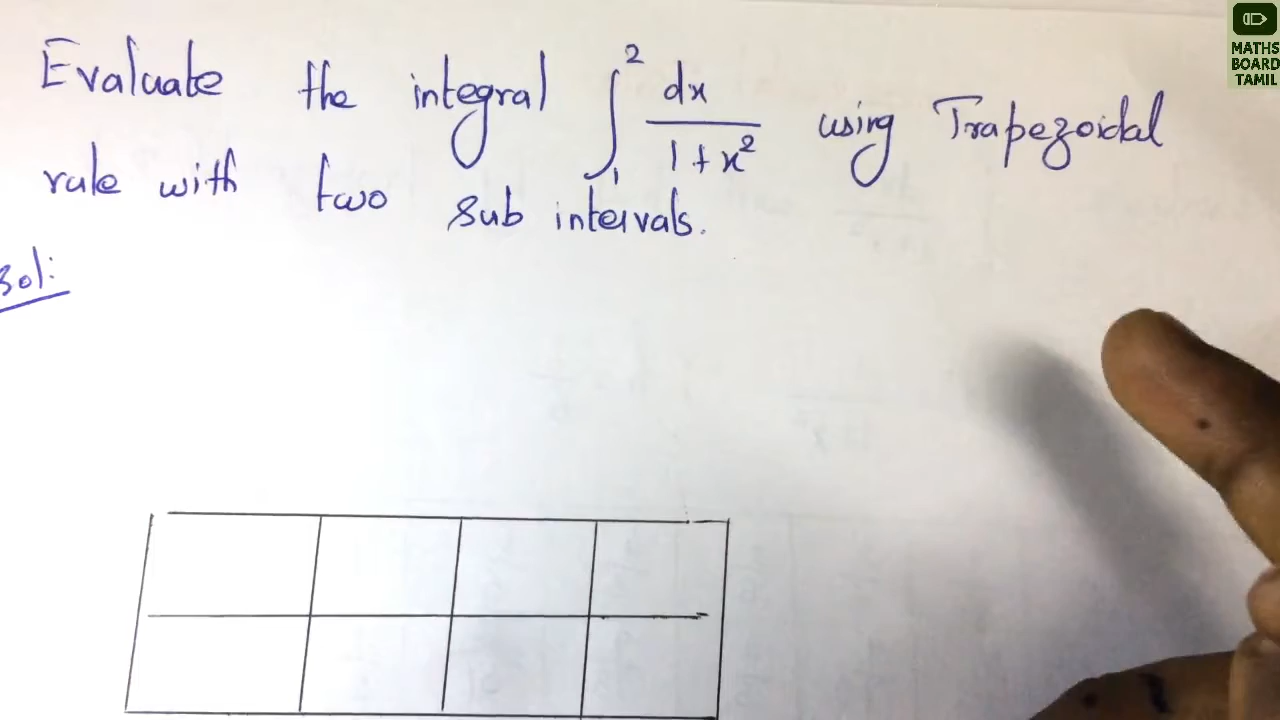 Evaluate the integral ∫₁² dx/(1+x²) using Trapezoidal
rule with two sub intervals.
Sol:
MATHS
BOARD
TAMIL